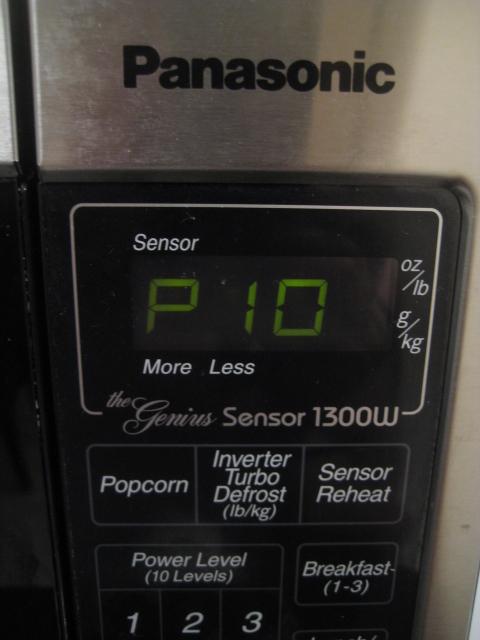 Panasonic
Sensor
P10
oz/lb
g/kg
More Less
the Genius Sensor 1300W
Popcorn
Inverter
Turbo
Defrost
(lb/kg)
Sensor
Reheat
Power Level
(10 Levels)
Breakfast
(1-3)
1 2 3